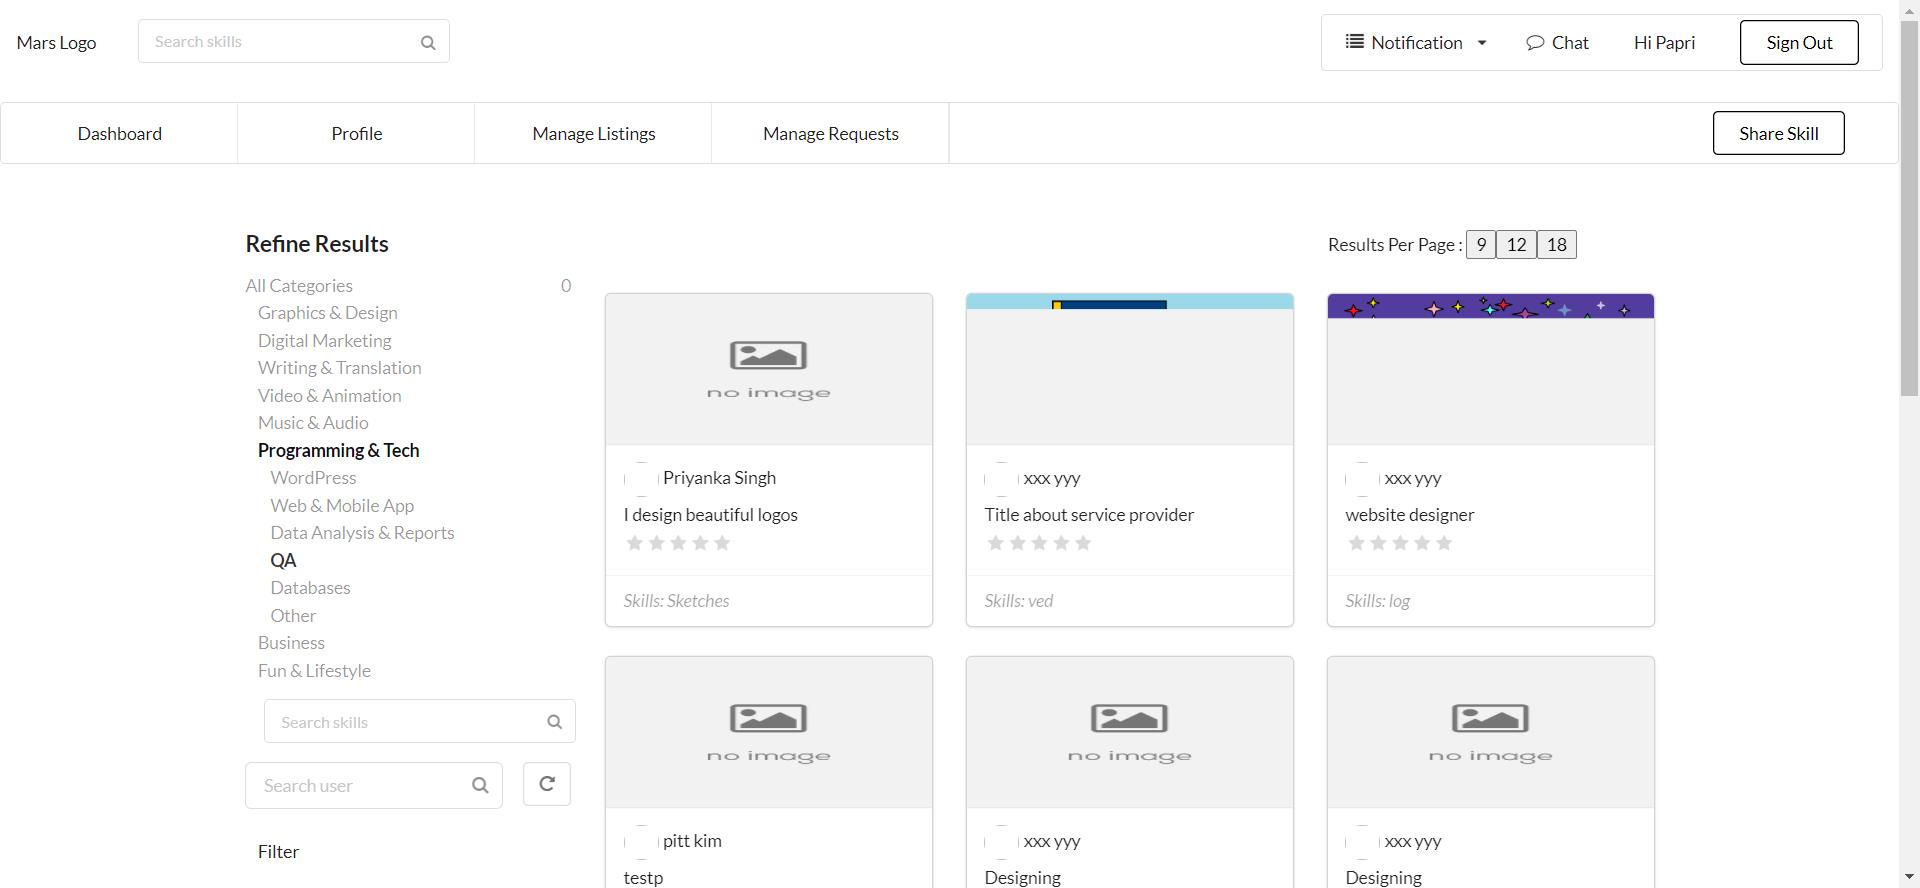 Mars Logo
Search skills
Notification
Chat
Hi Papri
Sign Out
Dashboard
Profile
Manage Listings
Manage Requests
Share Skill
Refine Results
All Categories 0
Graphics & Design
Digital Marketing
Writing & Translation
Video & Animation
Music & Audio
Programming & Tech
WordPress
Web & Mobile App
Data Analysis & Reports
QA
Databases
Other
Business
Fun & Lifestyle
Search skills
Search user
Filter
Results Per Page : 9 12 18
no image
Priyanka Singh
I design beautiful logos
Skills: Sketches
xxx yyy
Title about service provider
Skills: ved
xxx yyy
website designer
Skills: log
no image
pitt kim
testp
no image
xxx yyy
Designing
no image
xxx yyy
Designing